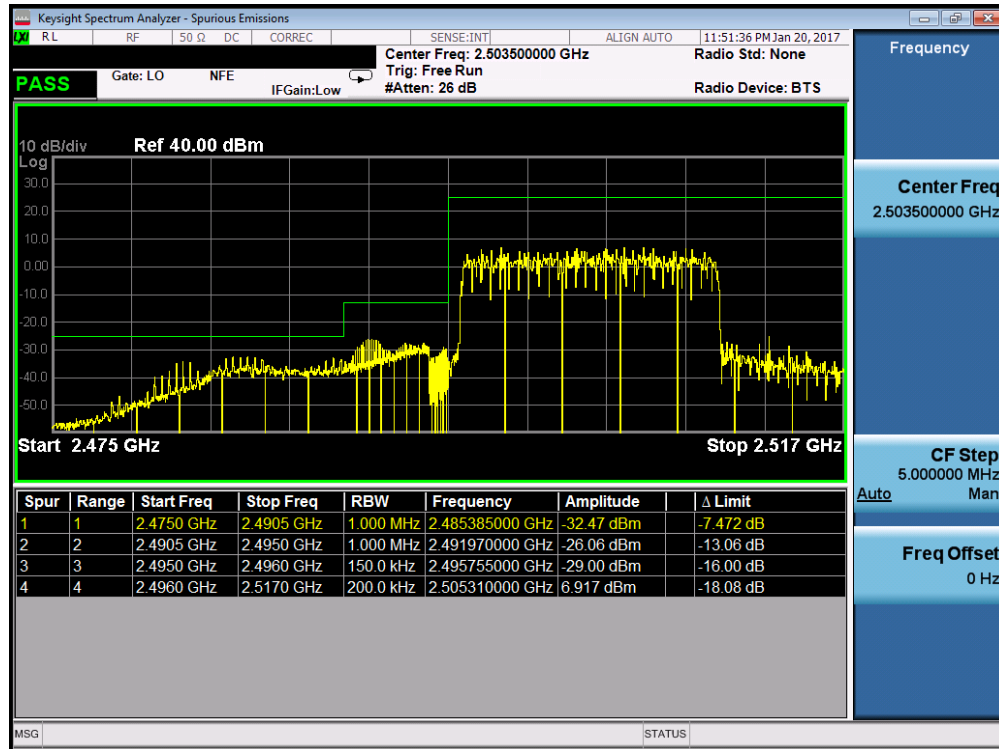 Keysight Spectrum Analyzer - Spurious Emissions
LXI RL RF 50 Ω DC CORREC SENSE:INT ALIGN AUTO 11:51:36 PM Jan 20, 2017
Frequency
Center Freq: 2.503500000 GHz Radio Std: None
PASS Gate: LO NFE Trig: Free Run
IFGain:Low #Atten: 26 dB Radio Device: BTS
10 dB/div Ref 40.00 dBm
Log
30.0
20.0
10.0
0.00
-10.0
-20.0
-30.0
-40.0
-50.0
Start 2.475 GHz Stop 2.517 GHz
Spur Range Start Freq Stop Freq RBW Frequency Amplitude Δ Limit
1 1 2.4750 GHz 2.4905 GHz 1.000 MHz 2.485385000 GHz -32.47 dBm -7.472 dB
2 2 2.4905 GHz 2.4950 GHz 1.000 MHz 2.491970000 GHz -26.06 dBm -13.06 dB
3 3 2.4950 GHz 2.4960 GHz 150.0 kHz 2.495755000 GHz -29.00 dBm -16.00 dB
4 4 2.4960 GHz 2.5170 GHz 200.0 kHz 2.505310000 GHz 6.917 dBm -18.08 dB
Center Freq
2.503500000 GHz
CF Step
5.000000 MHz
Auto Man
Freq Offset
0 Hz
MSG STATUS